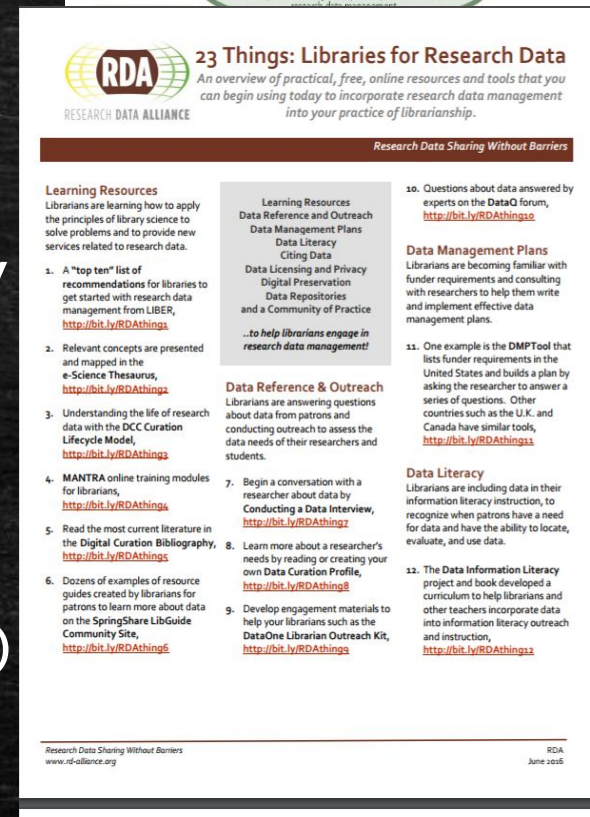 research data management
RDA
RESEARCH DATA ALLIANCE
23 Things: Libraries for Research Data
An overview of practical, free, online resources and tools that you
can begin using today to incorporate research data management
into your practice of librarianship.
Research Data Sharing Without Barriers
Learning Resources
Librarians are learning how to apply
the principles of library science to
solve problems and to provide new
services related to research data.
1. A "top ten" list of
recommendations for libraries to
get started with research data
management from LIBER,
http://bit.ly/RDAthing1
2. Relevant concepts are presented
and mapped in the
e-Science Thesaurus,
http://bit.ly/RDAthing2
3. Understanding the life of research
data with the DCC Curation
Lifecycle Model,
http://bit.ly/RDAthing3
4. MANTRA online training modules
for librarians,
http://bit.ly/RDAthing4
5. Read the most current literature in
the Digital Curation Bibliography,
http://bit.ly/RDAthing5
6. Dozens of examples of resource
guides created by librarians for
patrons to learn more about data
on the SpringShare LibGuide
Community Site,
http://bit.ly/RDAthing6
Learning Resources
Data Reference and Outreach
Data Management Plans
Data Literacy
Citing Data
Data Licensing and Privacy
Digital Preservation
Data Repositories
and a Community of Practice
..to help librarians engage in
research data management!
Data Reference & Outreach
Librarians are answering questions
about data from patrons and
conducting outreach to assess the
data needs of their researchers and
students.
7. Begin a conversation with a
researcher about data by
Conducting a Data Interview,
http://bit.ly/RDAthing7
8. Learn more about a researcher's
needs by reading or creating your
own Data Curation Profile,
http://bit.ly/RDAthing8
9. Develop engagement materials to
help your librarians such as the
DataOne Librarian Outreach Kit,
http://bit.ly/RDAthing9
10. Questions about data answered by
experts on the DataQ forum,
http://bit.ly/RDAthing10
Data Management Plans
Librarians are becoming familiar with
funder requirements and consulting
with researchers to help them write
and implement effective data
management plans.
11. One example is the DMPTool that
lists funder requirements in the
United States and builds a plan by
asking the researcher to answer a
series of questions. Other
countries such as the U.K. and
Canada have similar tools,
http://bit.ly/RDAthing11
Data Literacy
Librarians are including data in their
information literacy instruction, to
recognize when patrons have a need
for data and have the ability to locate,
evaluate, and use data.
12. The Data Information Literacy
project and book developed a
curriculum to help librarians and
other teachers incorporate data
into information literacy outreach
and instruction,
http://bit.ly/RDAthing12
Research Data Sharing Without Barriers
www.rd-alliance.org
RDA
June 2016